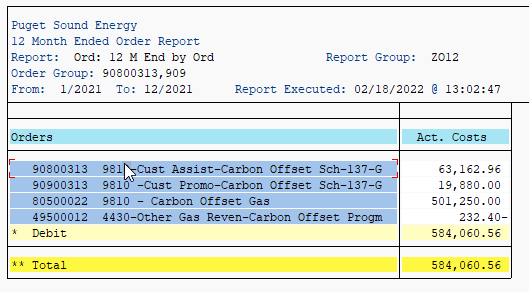 Puget Sound Energy
12 Month Ended Order Report
Report: Ord: 12 M End by Ord Report Group: ZO12
Order Group: 90800313,909
From: 1/2021 To: 12/2021 Report Executed: 02/18/2022 @ 13:02:47
Orders Act. Costs
90800313 981 -Cust Assist-Carbon Offset Sch-137-G 63,162.96
90900313 9810 -Cust Promo-Carbon Offset Sch-137-G 19,880.00
80500022 9810 - Carbon Offset Gas 501,250.00
49500012 4430-Other Gas Reven-Carbon Offset Progm 232.40-
* Debit 584,060.56
** Total 584,060.56